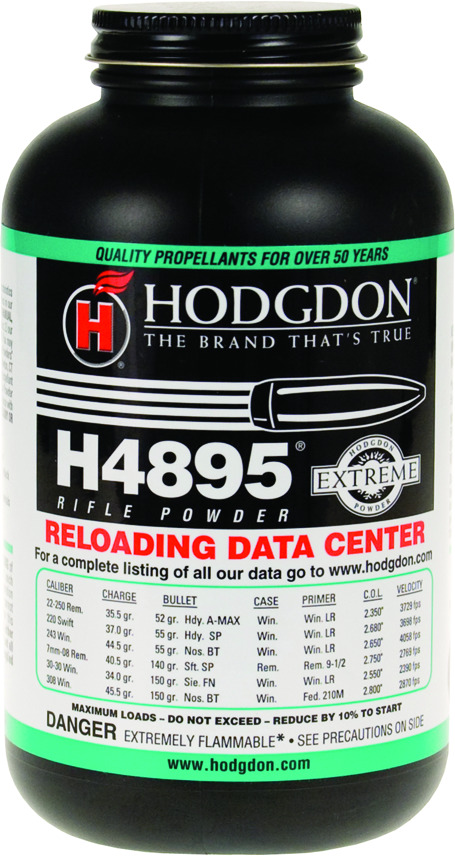 QUALITY PROPELLANTS FOR OVER 50 YEARS
H ®
HODGDON®
THE BRAND THAT'S TRUE
H4895®
RIFLE POWDER
HODGDON
EXTREME
POWDER
RELOADING DATA CENTER
For a complete listing of all our data go to www.hodgdon.com
CALIBER CHARGE BULLET CASE PRIMER C.O.L. VELOCITY
22-250 Rem. 35.5 gr. 52 gr. Hdy. A-MAX Win. Win. LR 2.350" 3729 fps
220 Swift 37.0 gr. 55 gr. Hdy. SP Win. Win. LR 2.680" 3698 fps
243 Win. 44.5 gr. 55 gr. Nos. BT Win. Win. LR 2.650" 4058 fps
7mm-08 Rem. 40.5 gr. 140 gr. Sft. SP Rem. Rem. 9-1/2 2.750" 2769 fps
30-30 Win. 34.0 gr. 150 gr. Sie. FN Win. Win. LR 2.550" 2390 fps
308 Win. 45.5 gr. 150 gr. Nos. BT Win. Fed. 210M 2.800" 2870 fps
MAXIMUM LOADS – DO NOT EXCEED – REDUCE BY 10% TO START
DANGER EXTREMELY FLAMMABLE* • SEE PRECAUTIONS ON SIDE
www.hodgdon.com